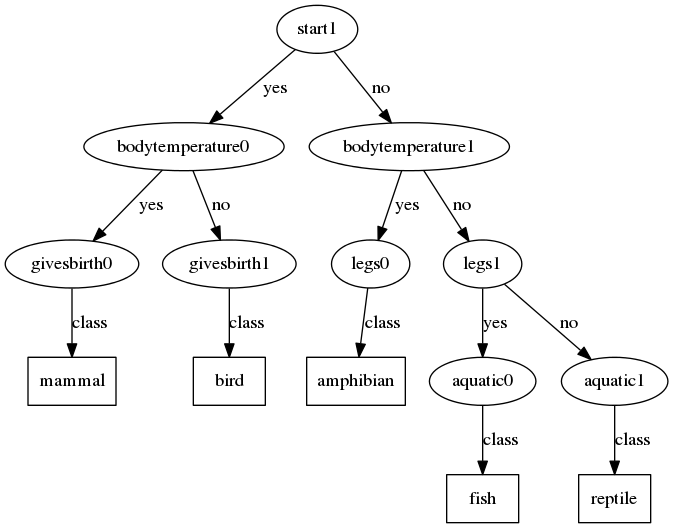 start1
yes
no
bodytemperature0
bodytemperature1
yes
no
yes
no
givesbirth0
givesbirth1
legs0
legs1
class
class
class
yes
no
mammal
bird
amphibian
aquatic0
aquatic1
class
class
fish
reptile